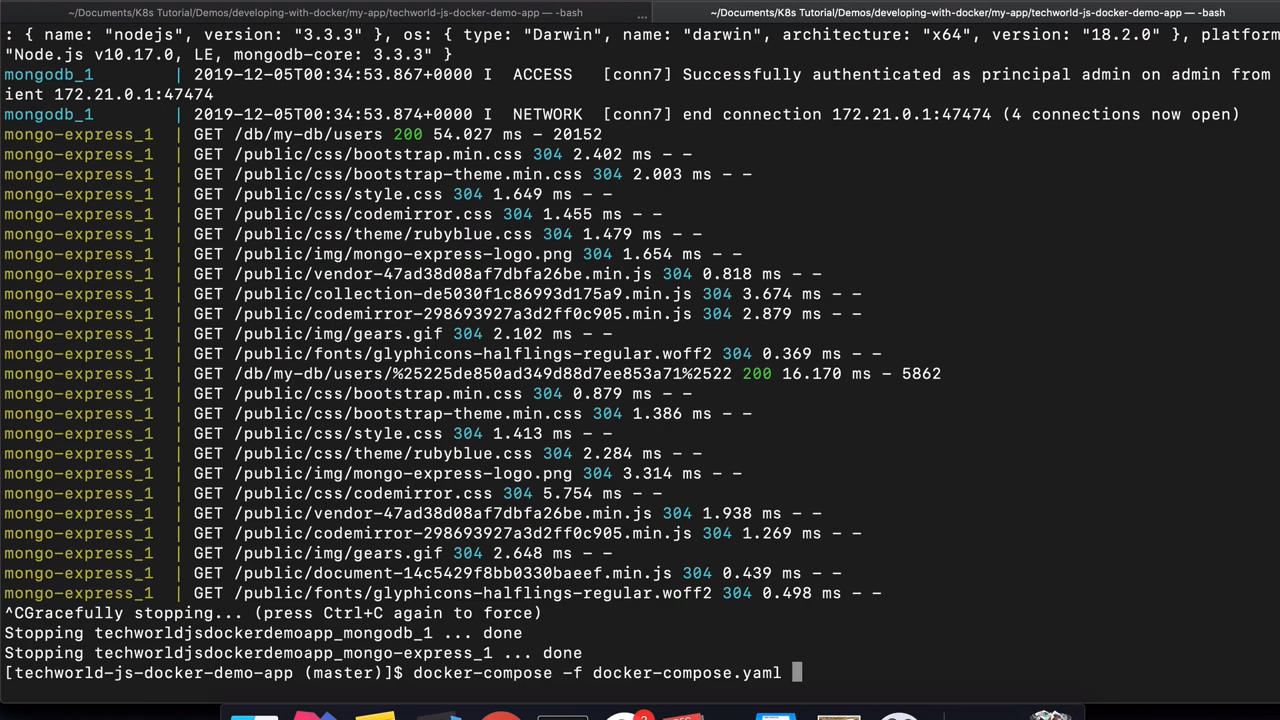 ~/Documents/K8s Tutorial/Demos/developing-with-docker/my-app/techworld-js-docker-demo-app — -bash
... ~/Documents/K8s Tutorial/Demos/developing-with-docker/my-app/techworld-js-docker-demo-app — -bash
: { name: "nodejs", version: "3.3.3" }, os: { type: "Darwin", name: "darwin", architecture: "x64", version: "18.2.0" }, platform
"Node.js v10.17.0, LE, mongodb-core: 3.3.3" }
mongodb_1 | 2019-12-05T00:34:53.867+0000 I ACCESS [conn7] Successfully authenticated as principal admin on admin from
ient 172.21.0.1:47474
mongodb_1 | 2019-12-05T00:34:53.874+0000 I NETWORK [conn7] end connection 172.21.0.1:47474 (4 connections now open)
mongo-express_1 | GET /db/my-db/users 200 54.027 ms - 20152
mongo-express_1 | GET /public/css/bootstrap.min.css 304 2.402 ms - -
mongo-express_1 | GET /public/css/bootstrap-theme.min.css 304 2.003 ms - -
mongo-express_1 | GET /public/css/style.css 304 1.649 ms - -
mongo-express_1 | GET /public/css/codemirror.css 304 1.455 ms - -
mongo-express_1 | GET /public/css/theme/rubyblue.css 304 1.479 ms - -
mongo-express_1 | GET /public/img/mongo-express-logo.png 304 1.654 ms - -
mongo-express_1 | GET /public/vendor-47ad38d08af7dbfa26be.min.js 304 0.818 ms - -
mongo-express_1 | GET /public/collection-de5030f1c86993d175a9.min.js 304 3.674 ms - -
mongo-express_1 | GET /public/codemirror-298693927a3d2ff0c905.min.js 304 2.879 ms - -
mongo-express_1 | GET /public/img/gears.gif 304 2.102 ms - -
mongo-express_1 | GET /public/fonts/glyphicons-halflings-regular.woff2 304 0.369 ms - -
mongo-express_1 | GET /db/my-db/users/%25225de850ad349d88d7ee853a71%2522 200 16.170 ms - 5862
mongo-express_1 | GET /public/css/bootstrap.min.css 304 0.879 ms - -
mongo-express_1 | GET /public/css/bootstrap-theme.min.css 304 1.386 ms - -
mongo-express_1 | GET /public/css/style.css 304 1.413 ms - -
mongo-express_1 | GET /public/css/theme/rubyblue.css 304 2.284 ms - -
mongo-express_1 | GET /public/img/mongo-express-logo.png 304 3.314 ms - -
mongo-express_1 | GET /public/css/codemirror.css 304 5.754 ms - -
mongo-express_1 | GET /public/vendor-47ad38d08af7dbfa26be.min.js 304 1.938 ms - -
mongo-express_1 | GET /public/codemirror-298693927a3d2ff0c905.min.js 304 1.269 ms - -
mongo-express_1 | GET /public/img/gears.gif 304 2.648 ms - -
mongo-express_1 | GET /public/document-14c5429f8bb0330baeef.min.js 304 0.439 ms - -
mongo-express_1 | GET /public/fonts/glyphicons-halflings-regular.woff2 304 0.498 ms - -
^CGracefully stopping... (press Ctrl+C again to force)
Stopping techworldjsdockerdemoapp_mongodb_1 ... done
Stopping techworldjsdockerdemoapp_mongo-express_1 ... done
[techworld-js-docker-demo-app (master)]$ docker-compose -f docker-compose.yaml